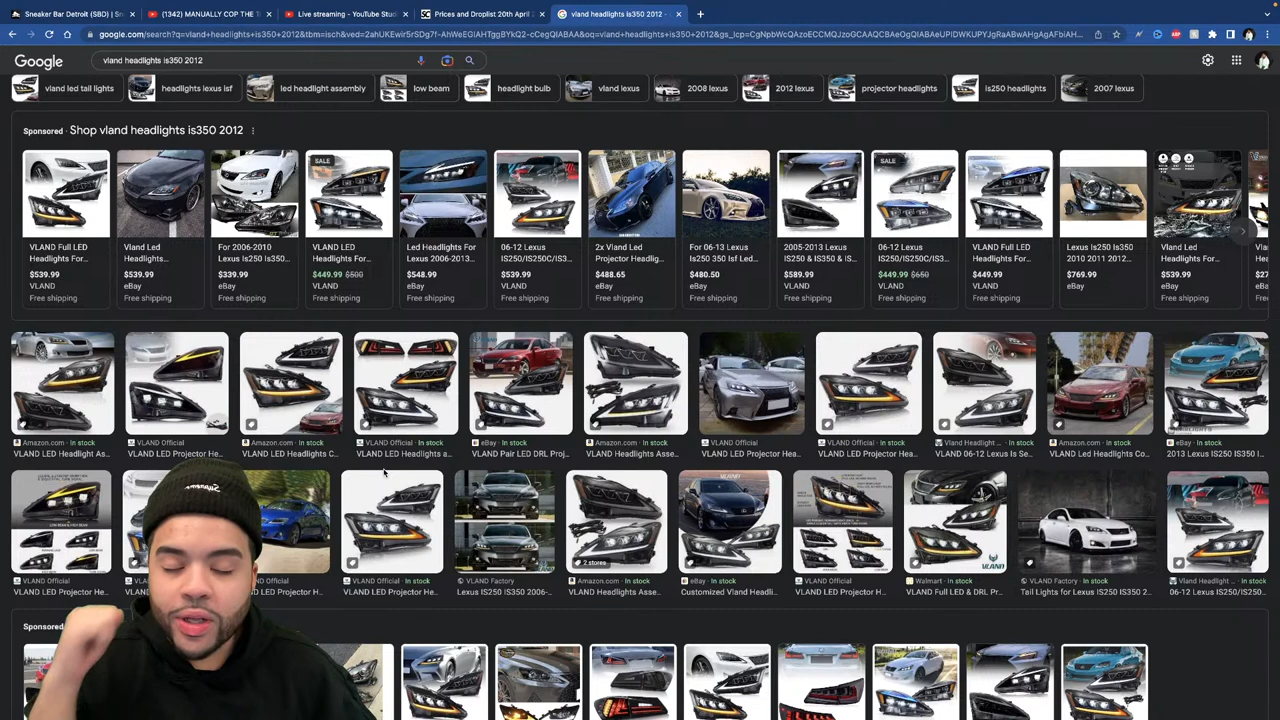 Sneaker Bar Detroit (SBD) | Sn
(1342) MANUALLY COP THE T
Live streaming - YouTube Stud
Prices and Droplist 20th April 2
vland headlights is350 2012 -
Google
vland headlights is350 2012
vland led tail lights
headlights lexus isf
led headlight assembly
low beam
headlight bulb
vland lexus
2008 lexus
2012 lexus
projector headlights
is250 headlights
2007 lexus
Sponsored · Shop vland headlights is350 2012
SALE
SALE
VLAND Full LED Headlights For...
$539.99
VLAND
Free shipping
Vland Led Headlights...
$539.99
eBay
Free shipping
For 2006-2010 Lexus Is250 Is350...
$339.99
eBay
Free shipping
VLAND LED Headlights For...
$449.99 $500
VLAND
Free shipping
Led Headlights For Lexus 2006-2013...
$548.99
eBay
Free shipping
06-12 Lexus IS250/IS250C/IS3...
$539.99
VLAND
Free shipping
2x Vland Led Projector Headlig...
$488.65
eBay
Free shipping
For 06-13 Lexus Is250 350 Isf Led...
$480.50
eBay
Free shipping
2005-2013 Lexus IS250 & IS350 & IS...
$589.99
VLAND
Free shipping
06-12 Lexus IS250/IS250C/IS3...
$449.99 $650
VLAND
Free shipping
VLAND Full LED Headlights For...
$449.99
VLAND
Free shipping
Lexus Is250 Is350 2010 2011 2012...
$769.99
eBay
Vland Led Headlights For...
$539.99
eBay
Free shipping
Amazon.com · In stock
VLAND LED Headlight As...
VLAND Official · In stock
VLAND LED Projector He...
Amazon.com · In stock
VLAND LED Headlights C...
VLAND Official · In stock
VLAND LED Headlights a...
eBay · In stock
VLAND Pair LED DRL Proj...
Amazon.com · In stock
VLAND Headlights Asse...
VLAND Official
VLAND LED Projector Hea...
VLAND Official · In stock
VLAND LED Projector Hea...
Vland Headlight ... · In stock
VLAND 06-12 Lexus Is Se...
Amazon.com · In stock
VLAND Led Headlights Co...
eBay · In stock
2013 Lexus IS250 IS350 I...
2 stores
VLAND
VLAND
VLAND Official · In stock
VLAND LED Projector He...
VLAND Official · In stock
VLAND LED Projector He...
VLAND Factory
Lexus IS250 IS350 2006-...
Amazon.com · In stock
VLAND Headlights Asse...
eBay · In stock
Customized Vland Headli...
VLAND Official · In stock
VLAND LED Projector H...
Walmart · In stock
VLAND Full LED & DRL Pr...
VLAND Factory · In stock
Tail Lights for Lexus IS250 IS350 2...
Vland Headlight ... · In stock
06-12 Lexus IS250/IS250...
Sponsored